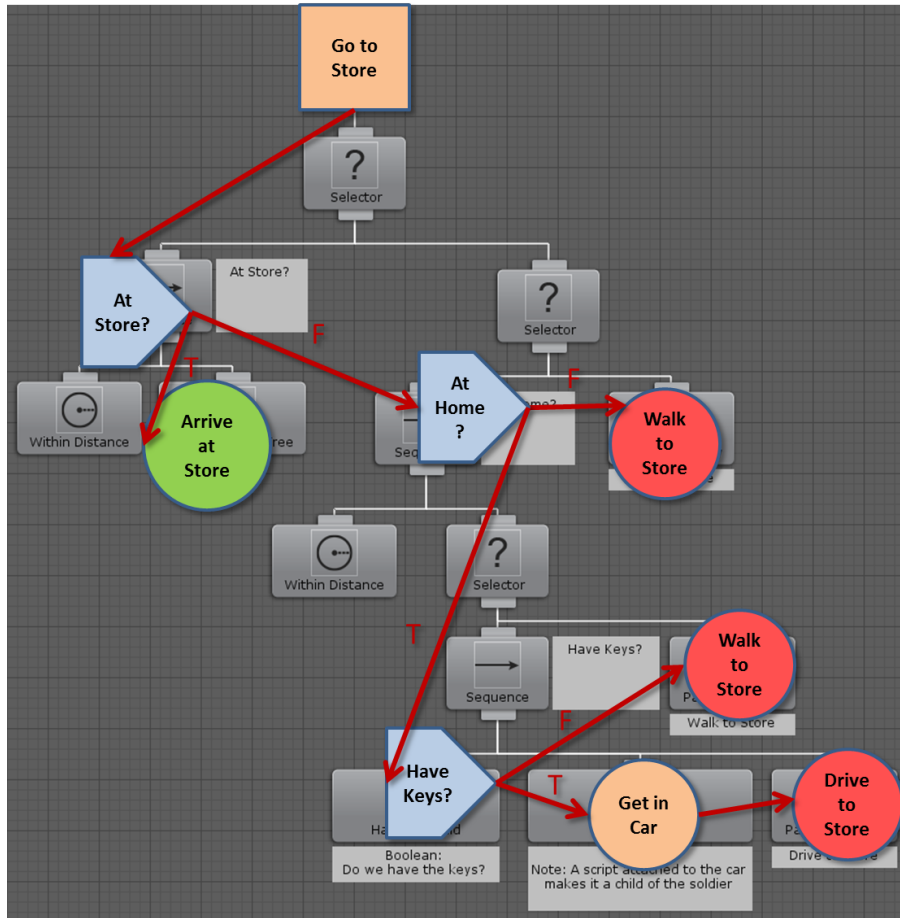 Go to
Store
?
Selector
At Store?
At
Store?
?
Selector
F
T
Within Distance
Arrive
at
Store
At
Home
?
F
Walk
to
Store
Within Distance
?
Selector
T
Sequence
Have Keys?
Walk
to
Store
Walk to Store
F
Have
Keys?
T
Get in
Car
Drive
to
Store
Boolean:
Do we have the keys?
Note: A script attached to the car
makes it a child of the soldier